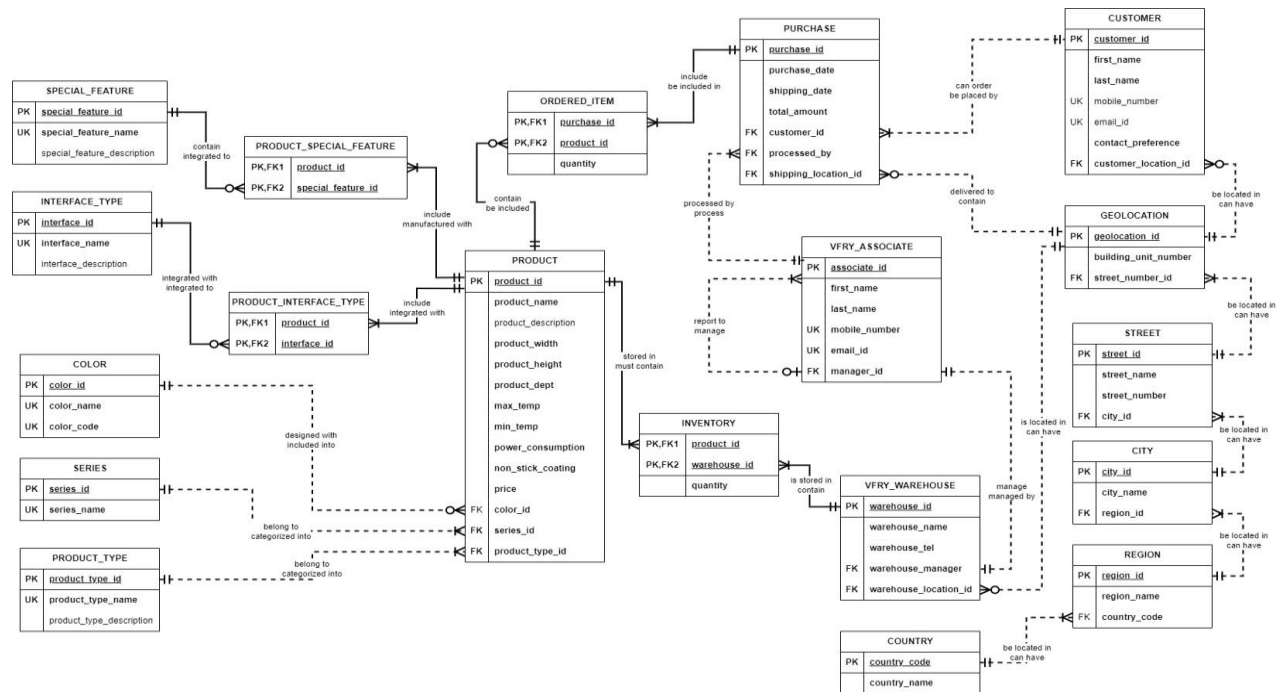 SPECIAL_FEATURE
PK special_feature_id
UK special_feature_name
special_feature_description
contain
integrated to
PRODUCT_SPECIAL_FEATURE
PK,FK1 product_id
PK,FK2 special_feature_id
include
manufactured with
INTERFACE_TYPE
PK interface_id
UK interface_name
interface_description
integrated with
integrated to
PRODUCT_INTERFACE_TYPE
PK,FK1 product_id
PK,FK2 interface_id
include
integrated with
COLOR
PK color_id
UK color_name
UK color_code
designed with
included into
SERIES
PK series_id
UK series_name
belong to
categorized into
PRODUCT_TYPE
PK product_type_id
UK product_type_name
product_type_description
belong to
categorized into
ORDERED_ITEM
PK,FK1 purchase_id
PK,FK2 product_id
quantity
include
be included in
contain
be included
PRODUCT
PK product_id
product_name
product_description
product_width
product_height
product_dept
max_temp
min_temp
power_consumption
non_stick_coating
price
FK color_id
FK series_id
FK product_type_id
stored in
must contain
INVENTORY
PK,FK1 product_id
PK,FK2 warehouse_id
quantity
is stored in
contain
PURCHASE
PK purchase_id
purchase_date
shipping_date
total_amount
FK customer_id
FK processed_by
FK shipping_location_id
can order
be placed by
delivered to
contain
processed by
process
VFRY_ASSOCIATE
PK associate_id
first_name
last_name
UK mobile_number
UK email_id
FK manager_id
report to
manage
manage
managed by
VFRY_WAREHOUSE
PK warehouse_id
warehouse_name
warehouse_tel
FK warehouse_manager
FK warehouse_location_id
is located in
can have
CUSTOMER
PK customer_id
first_name
last_name
UK mobile_number
UK email_id
contact_preference
FK customer_location_id
be located in
can have
GEOLOCATION
PK geolocation_id
building_unit_number
FK street_number_id
be located in
can have
STREET
PK street_id
street_name
street_number
FK city_id
be located in
can have
CITY
PK city_id
city_name
FK region_id
be located in
can have
REGION
PK region_id
region_name
FK country_code
be located in
can have
COUNTRY
PK country_code
country_name